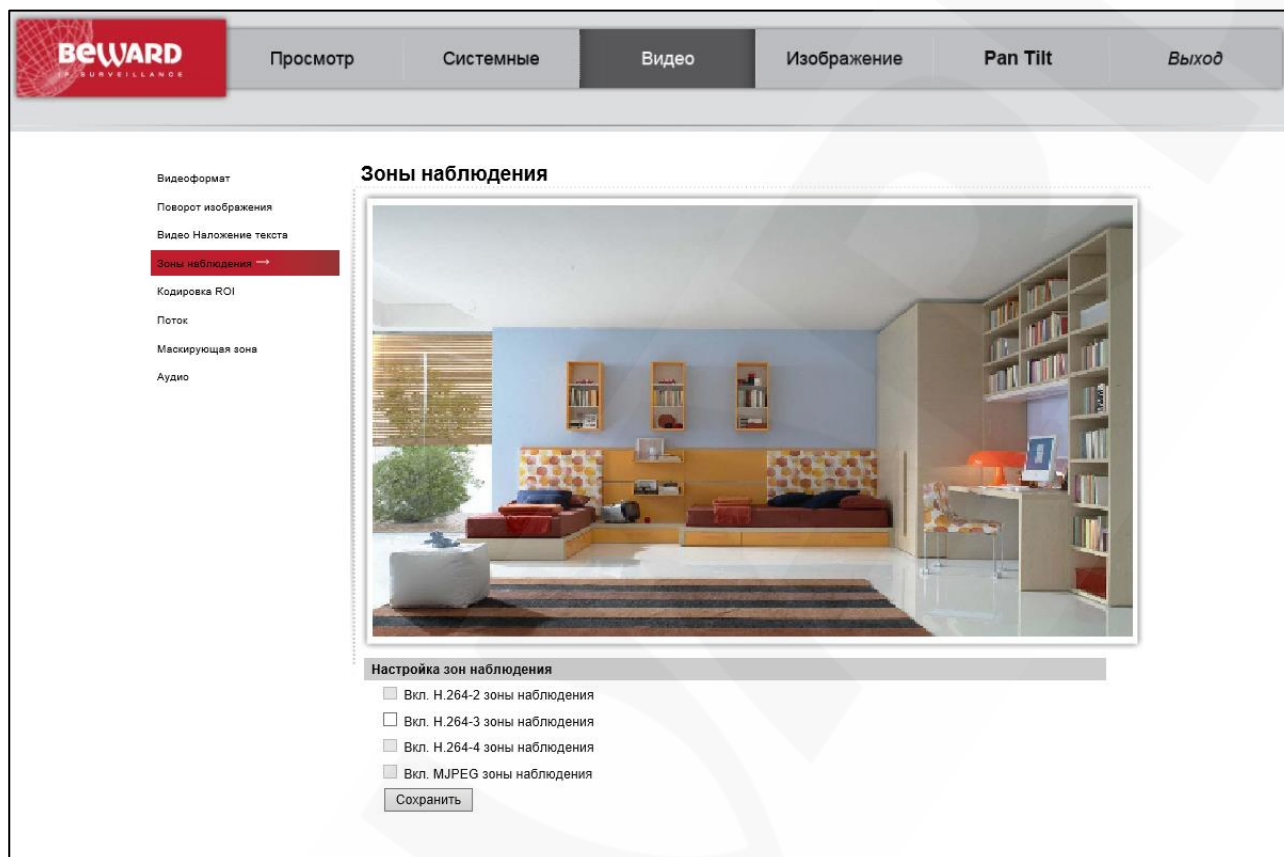 BEWARD
IP SURVEILLANCE
Просмотр
Системные
Видео
Изображение
Pan Tilt
Выход
Видеоформат
Поворот изображения
Видео Наложение текста
Зоны наблюдения →
Кодировка ROI
Поток
Маскирующая зона
Аудио
Зоны наблюдения
Настройка зон наблюдения
Вкл. H.264-2 зоны наблюдения
Вкл. H.264-3 зоны наблюдения
Вкл. H.264-4 зоны наблюдения
Вкл. MJPEG зоны наблюдения
Сохранить